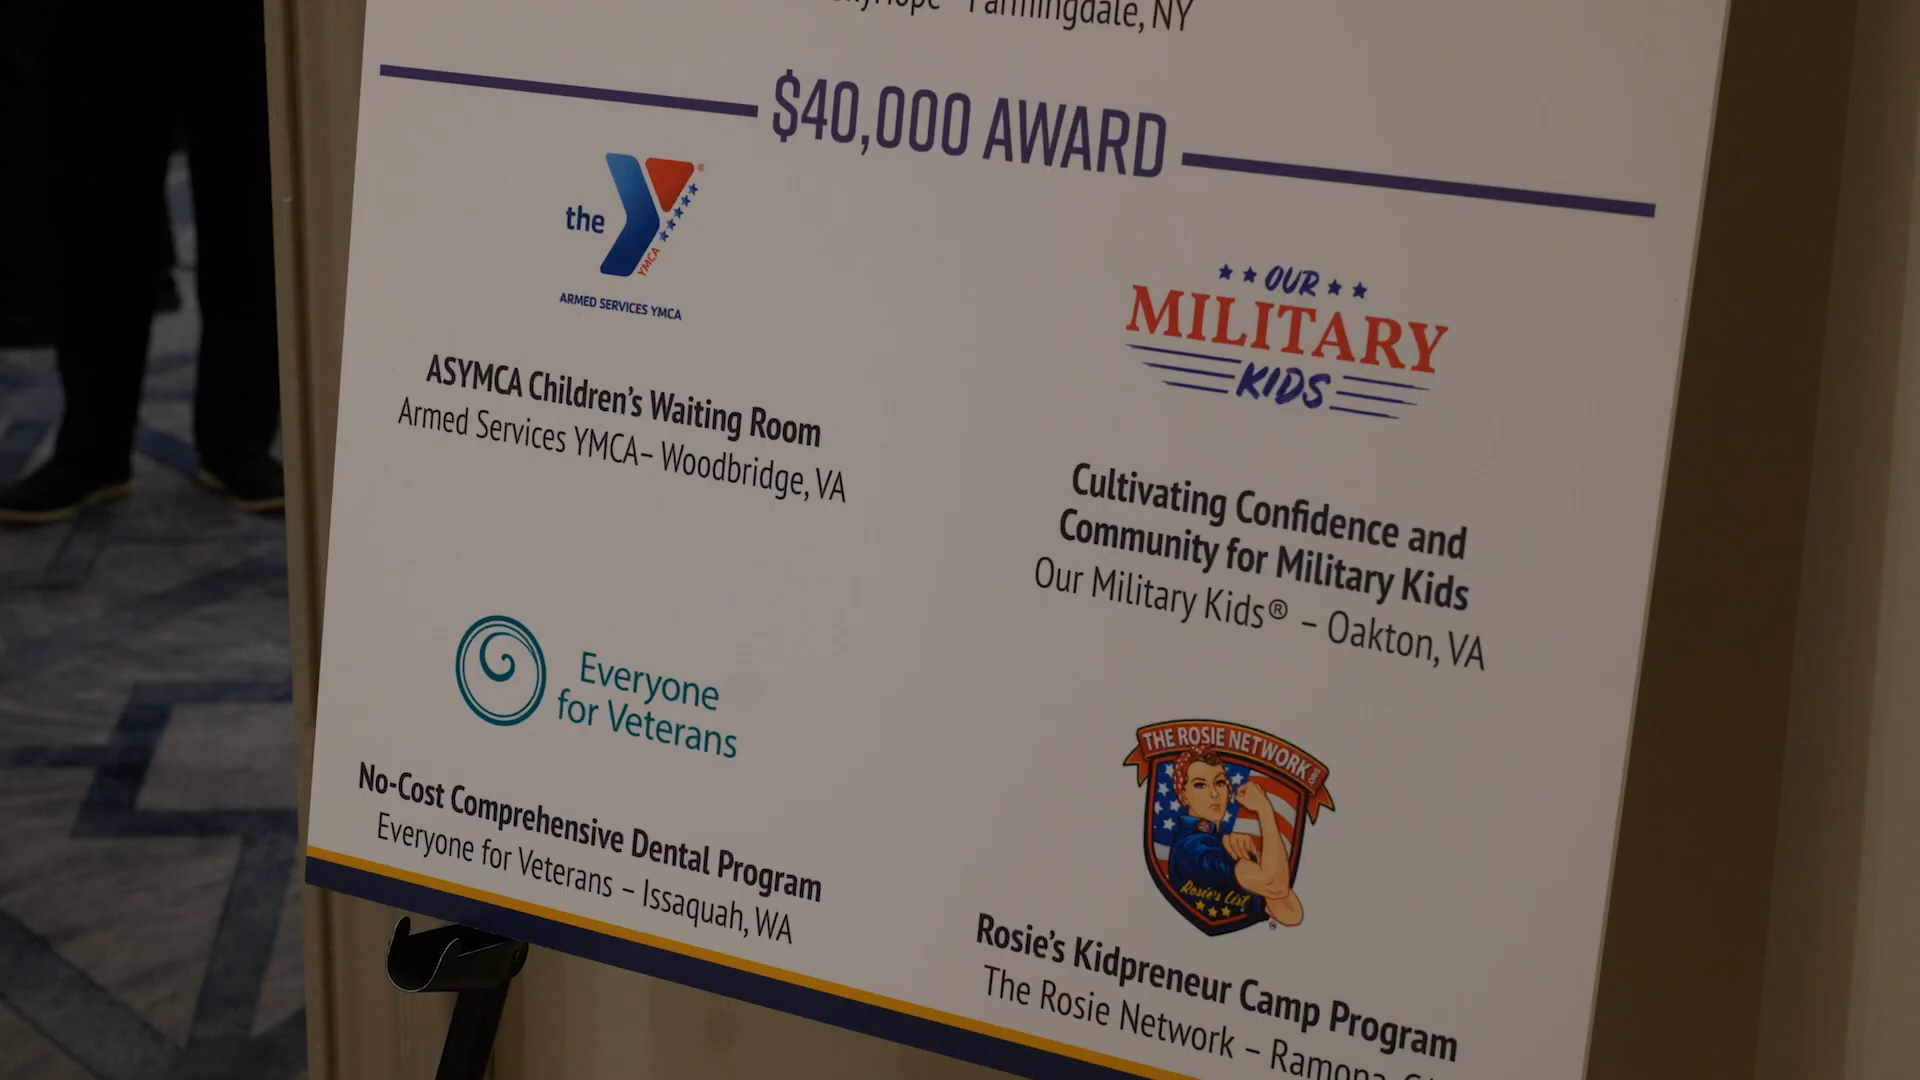 Farmingdale, NY
$40,000 AWARD
the
YMCA
ARMED SERVICES YMCA
ASYMCA Children's Waiting Room
Armed Services YMCA– Woodbridge, VA
OUR
MILITARY
KIDS
Cultivating Confidence and
Community for Military Kids
Our Military Kids® – Oakton, VA
Everyone
for Veterans
No-Cost Comprehensive Dental Program
Everyone for Veterans – Issaquah, WA
THE ROSIE NETWORK
Rosie's List
Rosie's Kidpreneur Camp Program
The Rosie Network – Ramona,